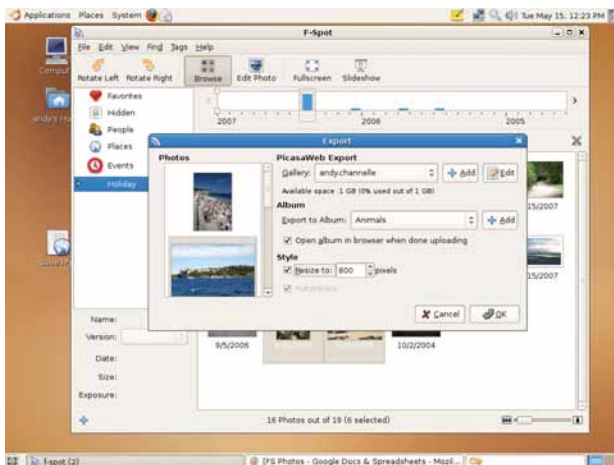 Applications Places System
Tue May 15, 12:23 PM
F-Spot
File Edit View Find Tags Help
Rotate Left Rotate Right Browse Edit Photo Fullscreen Slideshow
Favorites
Hidden
People
Places
Events
Holiday
2007 2006 2005
Export
Photos
PicasaWeb Export
Gallery: andy.channelle Add Edit
Available space :1 GB (0% used out of 1 GB)
Album
Export to Album: Animals Add
Open album in browser when done uploading
Style
Resize to: 800 pixels
Cancel OK
15/2007
15/2007
9/5/2006 10/2/2004
Name:
Version:
Date:
Size:
Exposure:
16 Photos out of 19 (6 selected)
f-spot (2)
[FS Photos - Google Docs & Spreadsheets - Mozil...